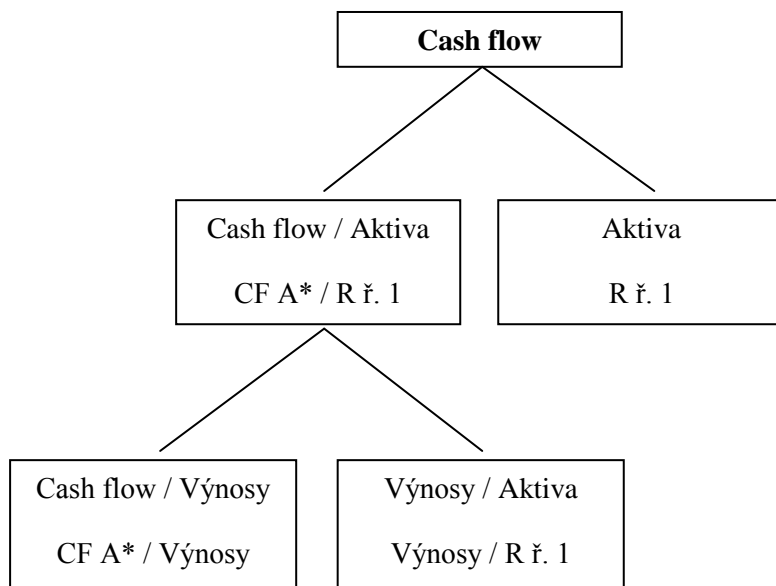 Cash flow
Cash flow / Aktiva
CF A* / R ř. 1
Aktiva
R ř. 1
Cash flow / Výnosy
CF A* / Výnosy
Výnosy / Aktiva
Výnosy / R ř. 1